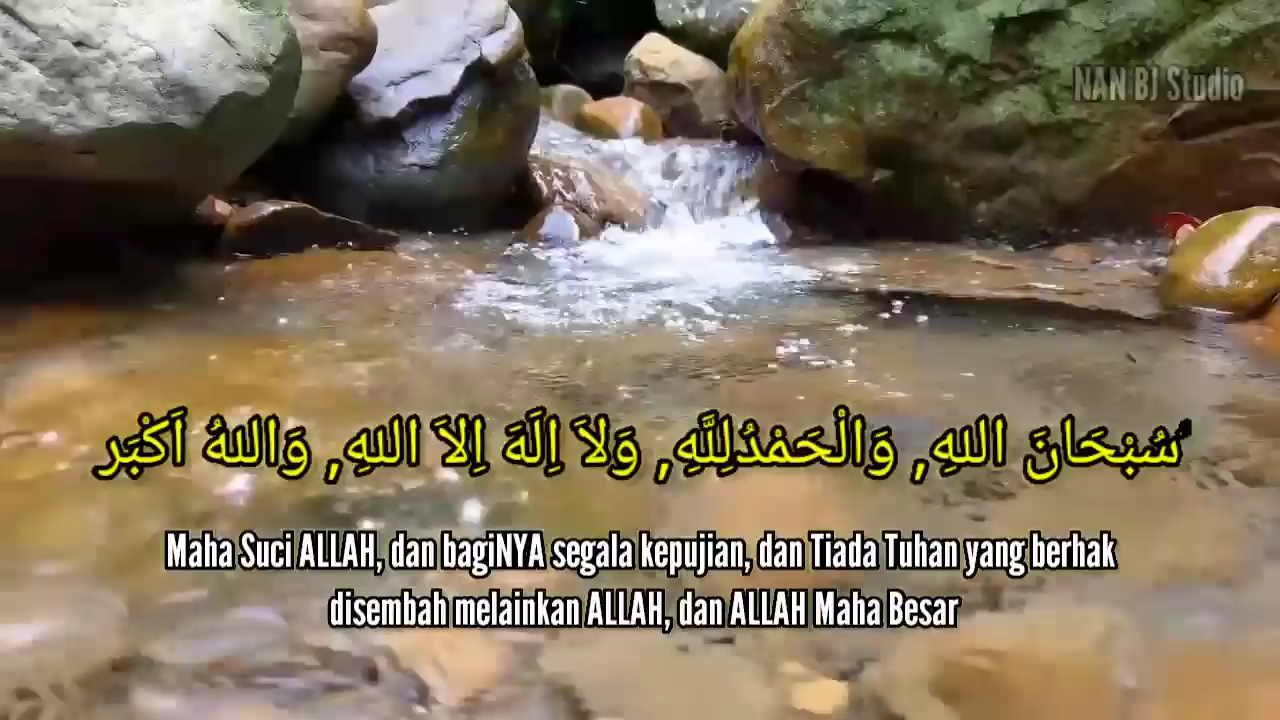 NAN BJ Studio
سُبْحَانَ اللهِ, وَالْحَمْدُلِلَّهِ, وَلاَ اِلَهَ اِلاَ اللهِ, وَاللهُ اَكْبَر
Maha Suci ALLAH, dan bagiNYA segala kepujian, dan Tiada Tuhan yang berhak
disembah melainkan ALLAH, dan ALLAH Maha Besar